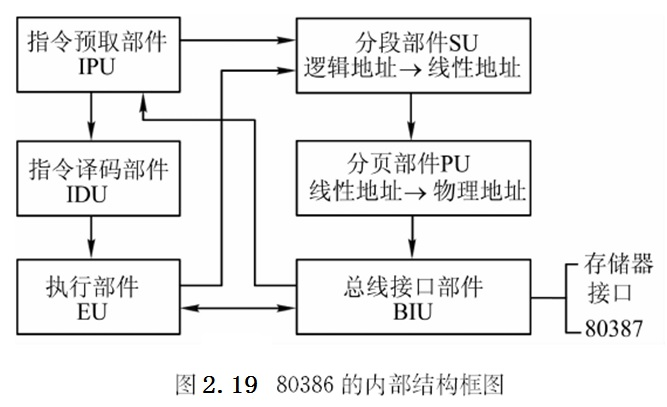 指令预取部件
IPU
分段部件SU
逻辑地址→线性地址
指令译码部件
IDU
分页部件PU
线性地址→物理地址
执行部件
EU
总线接口部件
BIU
存储器
接口
80387
图2.19 80386的内部结构框图